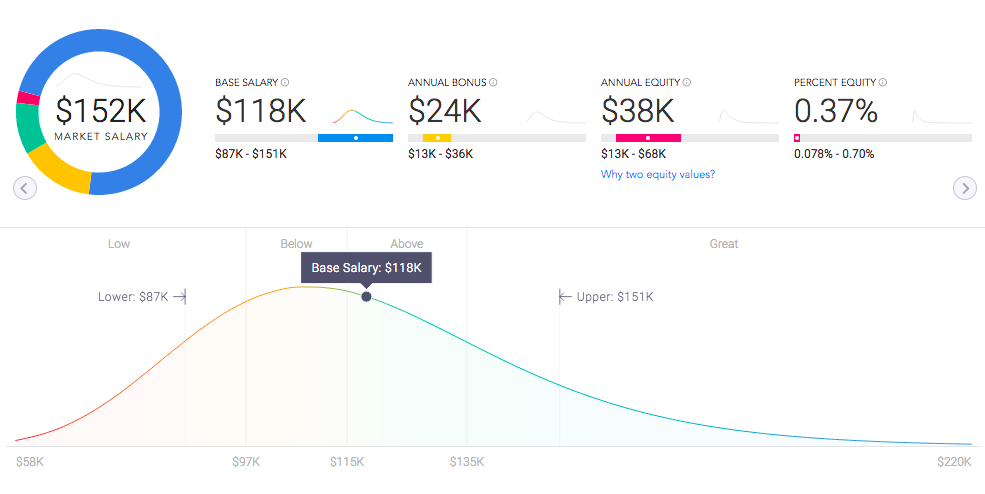 $152K
MARKET SALARY
BASE SALARY
$118K
$87K - $151K
ANNUAL BONUS
$24K
$13K - $36K
ANNUAL EQUITY
$38K
$13K - $68K
Why two equity values?
PERCENT EQUITY
0.37%
0.078% - 0.70%
Low
Below
Above
Great
Base Salary: $118K
Lower: $87K
Upper: $151K
$58K
$97K
$115K
$135K
$220K